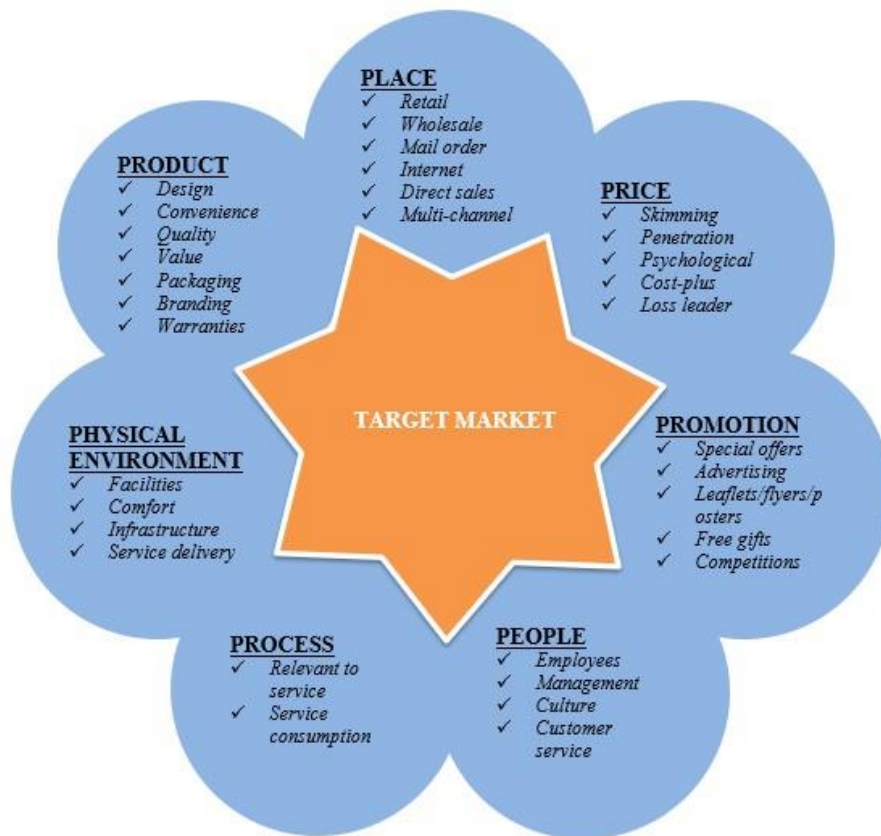 PLACE
✓ Retail
✓ Wholesale
✓ Mail order
✓ Internet
✓ Direct sales
✓ Multi-channel
PRICE
✓ Skimming
✓ Penetration
✓ Psychological
✓ Cost-plus
✓ Loss leader
PROMOTION
✓ Special offers
✓ Advertising
✓ Leaflets/flyers/p
osters
✓ Free gifts
✓ Competitions
PEOPLE
✓ Employees
✓ Management
✓ Culture
✓ Customer
service
PROCESS
✓ Relevant to
service
✓ Service
consumption
PHYSICAL
ENVIRONMENT
✓ Facilities
✓ Comfort
✓ Infrastructure
✓ Service delivery
PRODUCT
✓ Design
✓ Convenience
✓ Quality
✓ Value
✓ Packaging
✓ Branding
✓ Warranties
TARGET MARKET